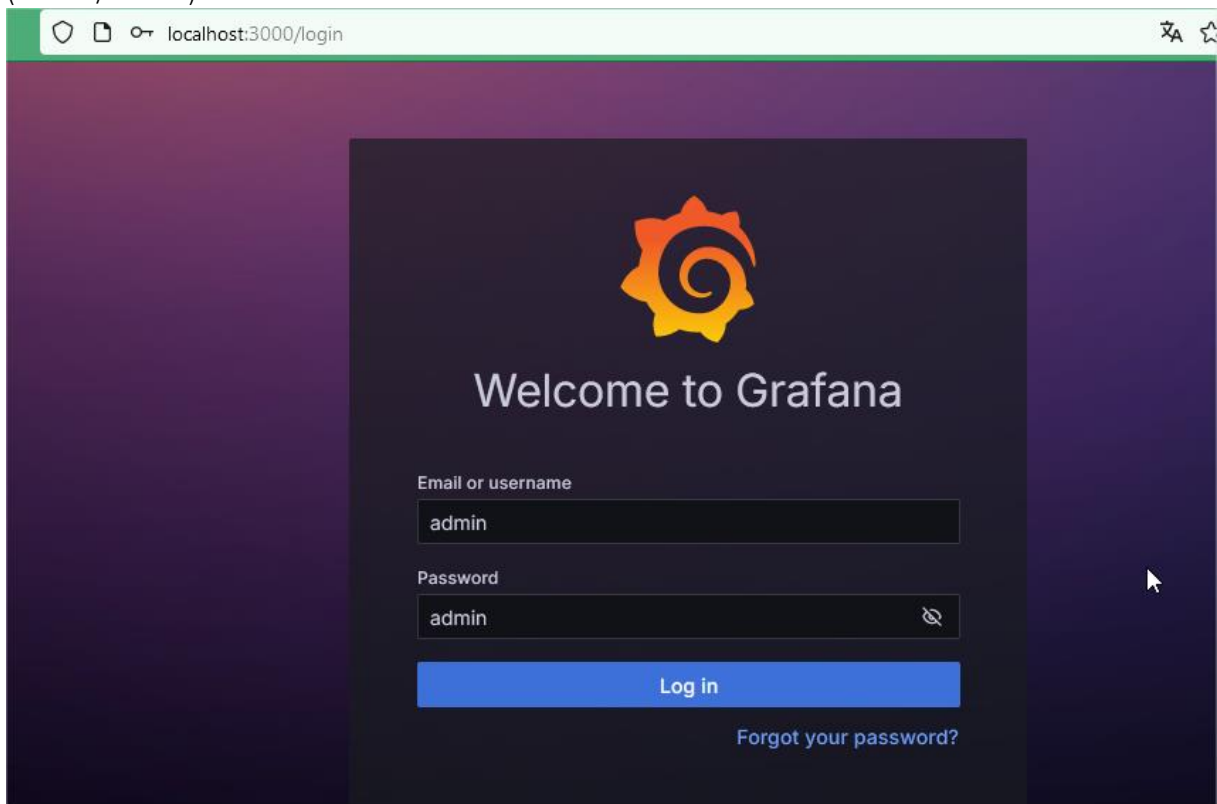 localhost:3000/login
Welcome to Grafana
Email or username
admin
Password
admin
Log in
Forgot your password?